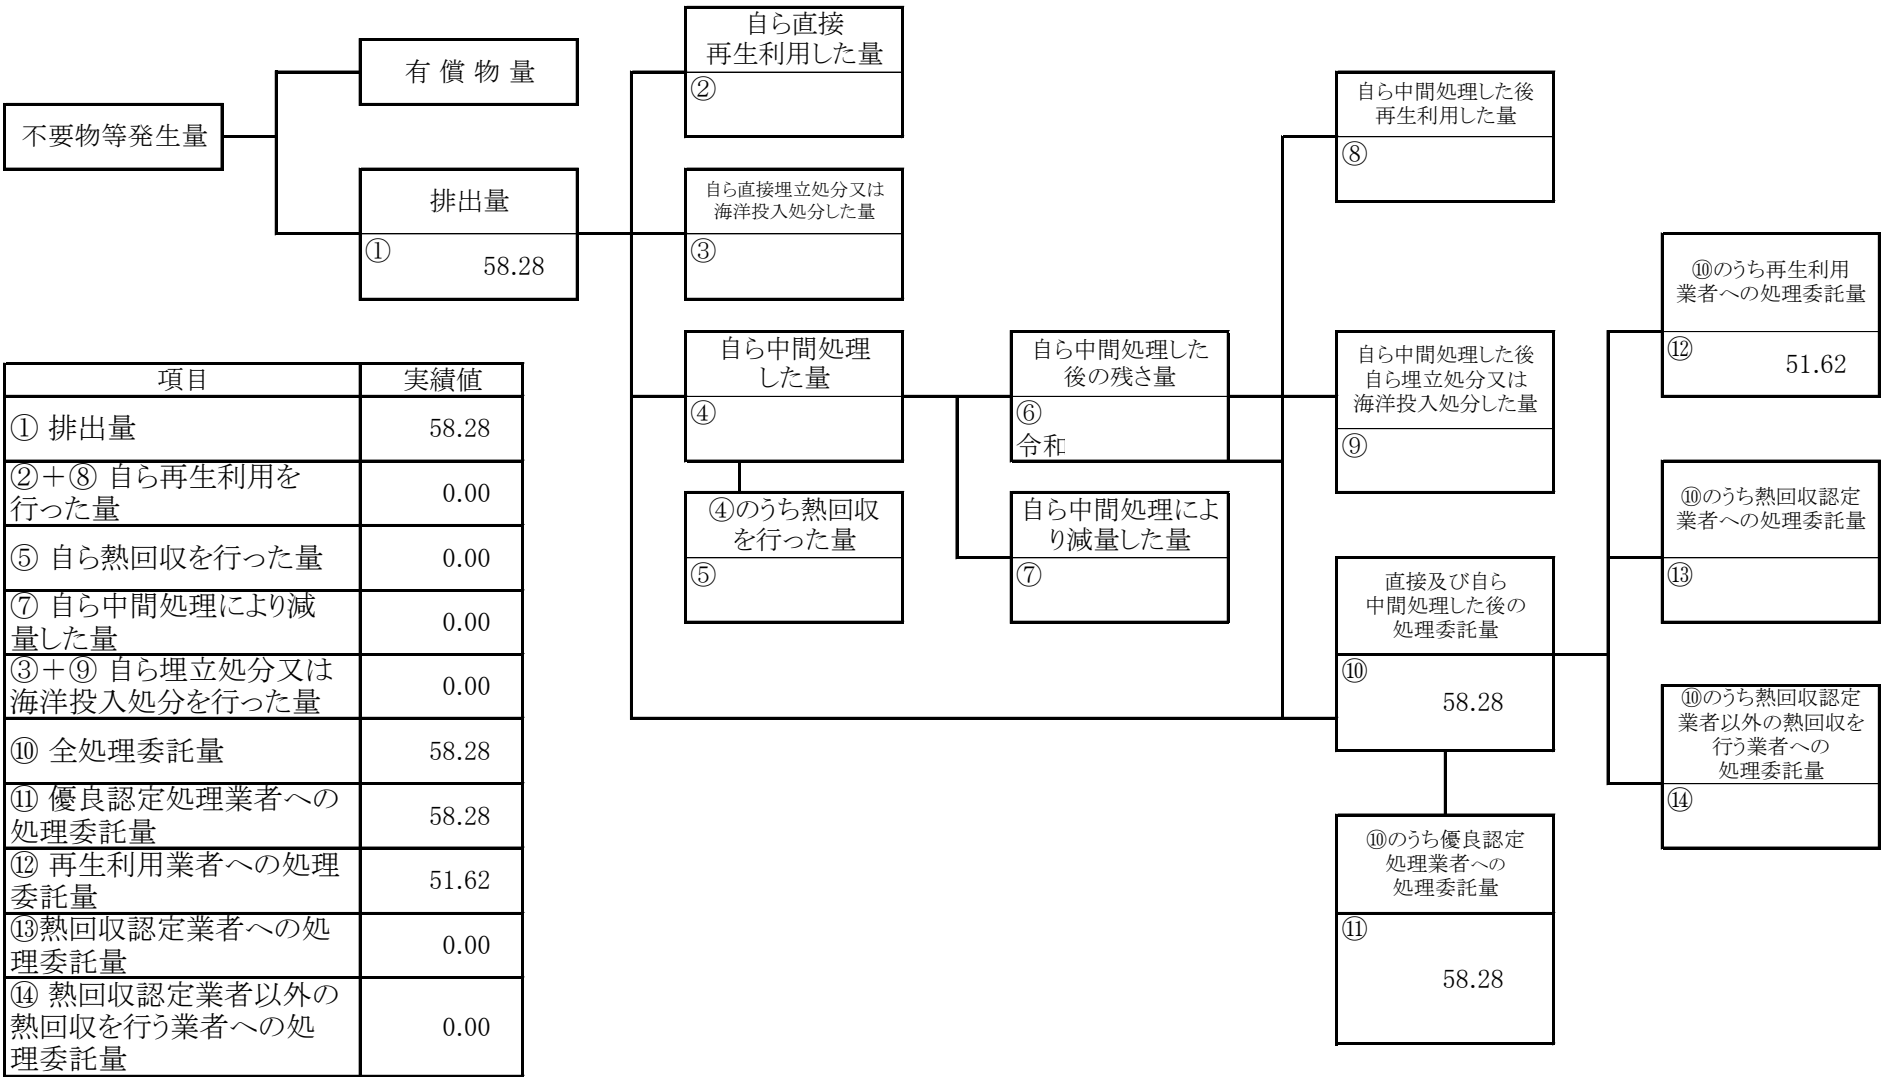 不要物等発生量
有 償 物 量
排出量
①
58.28
自ら直接
再生利用した量
②
自ら直接埋立処分又は
海洋投入処分した量
③
自ら中間処理
した量
④
④のうち熱回収
を行った量
⑤
自ら中間処理した
後の残さ量
⑥
令和
自ら中間処理によ
り減量した量
⑦
自ら中間処理した後
再生利用した量
⑧
自ら中間処理した後
自ら埋立処分又は
海洋投入処分した量
⑨
直接及び自ら
中間処理した後の
処理委託量
⑩
58.28
⑩のうち優良認定
処理業者への
処理委託量
⑪
58.28
⑩のうち再生利用
業者への処理委託量
⑫
51.62
⑩のうち熱回収認定
業者への処理委託量
⑬
⑩のうち熱回収認定
業者以外の熱回収を
行う業者への
処理委託量
⑭
項目 実績値
① 排出量 58.28
②+⑧ 自ら再生利用を
行った量 0.00
⑤ 自ら熱回収を行った量 0.00
⑦ 自ら中間処理により減
量した量 0.00
③+⑨ 自ら埋立処分又は
海洋投入処分を行った量 0.00
⑩ 全処理委託量 58.28
⑪ 優良認定処理業者への
処理委託量 58.28
⑫ 再生利用業者への処理
委託量 51.62
⑬熱回収認定業者への処
理委託量 0.00
⑭ 熱回収認定業者以外の
熱回収を行う業者への処
理委託量 0.00